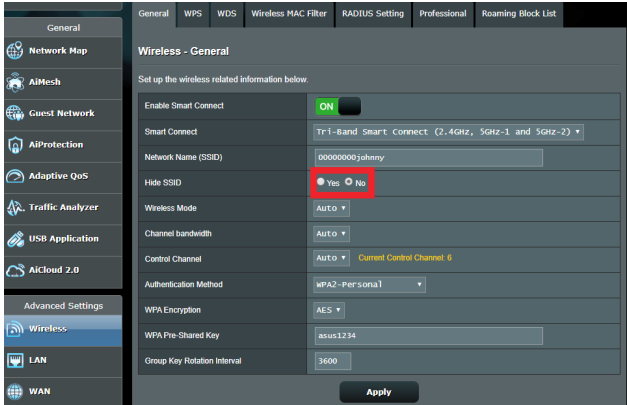 General WPS WDS Wireless MAC Filter RADIUS Setting Professional Roaming Block List
General
Network Map
AiMesh
Guest Network
AiProtection
Adaptive QoS
Traffic Analyzer
USB Application
AiCloud 2.0
Advanced Settings
Wireless
LAN
WAN
Wireless - General
Set up the wireless related information below.
Enable Smart Connect ON
Smart Connect Tri-Band Smart Connect (2.4GHz, 5GHz-1 and 5GHz-2)
Network Name (SSID) 00000000johnny
Hide SSID Yes No
Wireless Mode Auto
Channel bandwidth Auto
Control Channel Auto Current Control Channel: 6
Authentication Method WPA2-Personal
WPA Encryption AES
WPA Pre-Shared Key asus1234
Group Key Rotation Interval 3600
Apply